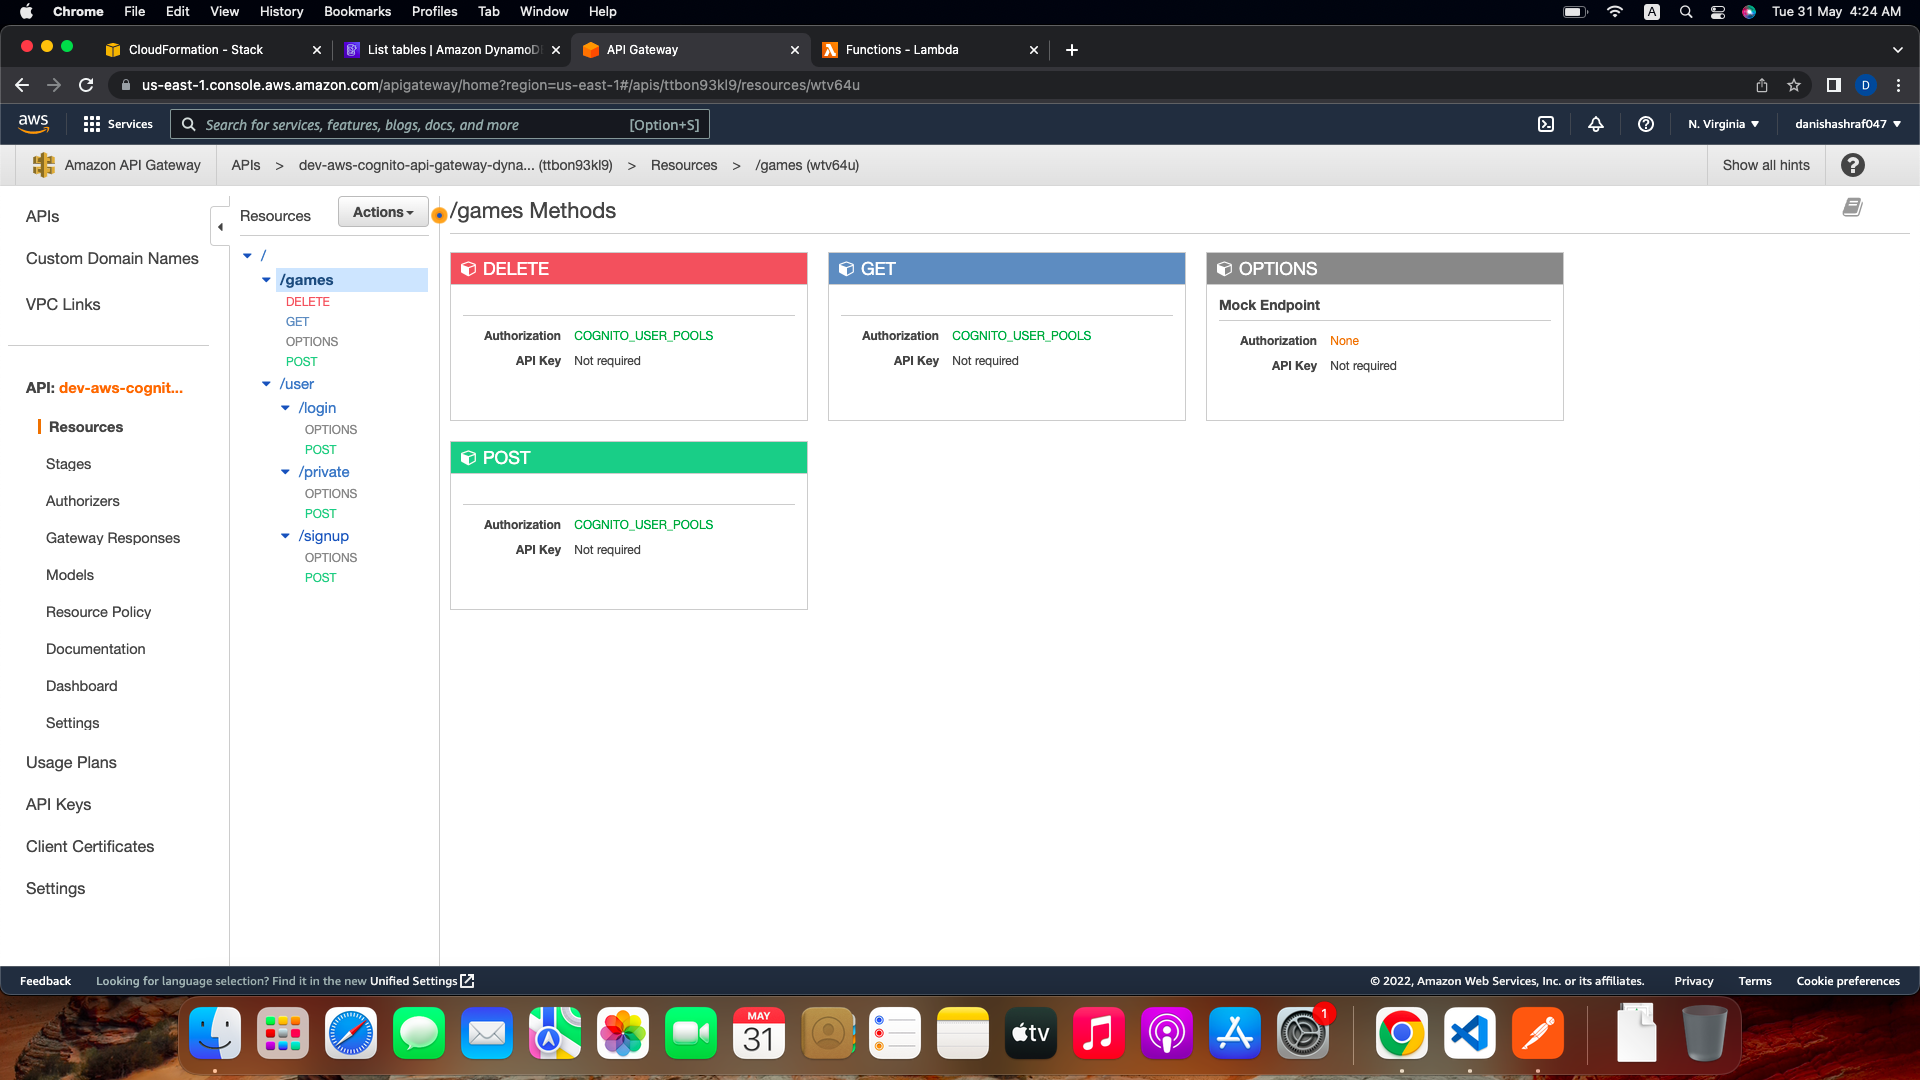 Chrome File Edit View History Bookmarks Profiles Tab Window Help A Tue 31 May 4:24 AM
CloudFormation - Stack List tables | Amazon DynamoD API Gateway Functions - Lambda
us-east-1.console.aws.amazon.com/apigateway/home?region=us-east-1#/apis/ttbon93kl9/resources/wtv64u D
aws Services Search for services, features, blogs, docs, and more [Option+S] N. Virginia danishashraf047
Amazon API Gateway APIs > dev-aws-cognito-api-gateway-dyna... (ttbon93kl9) > Resources > /games (wtv64u) Show all hints ?
APIs
Custom Domain Names
VPC Links
API: dev-aws-cognit...
Resources
Stages
Authorizers
Gateway Responses
Models
Resource Policy
Documentation
Dashboard
Settings
Usage Plans
API Keys
Client Certificates
Settings
Resources Actions
/
/games
DELETE
GET
OPTIONS
POST
/user
/login
OPTIONS
POST
/private
OPTIONS
POST
/signup
OPTIONS
POST
/games Methods
DELETE
Authorization COGNITO_USER_POOLS
API Key Not required
GET
Authorization COGNITO_USER_POOLS
API Key Not required
OPTIONS
Mock Endpoint
Authorization None
API Key Not required
POST
Authorization COGNITO_USER_POOLS
API Key Not required
Feedback Looking for language selection? Find it in the new Unified Settings © 2022, Amazon Web Services, Inc. or its affiliates. Privacy Terms Cookie preferences
MAY
31
tv
1